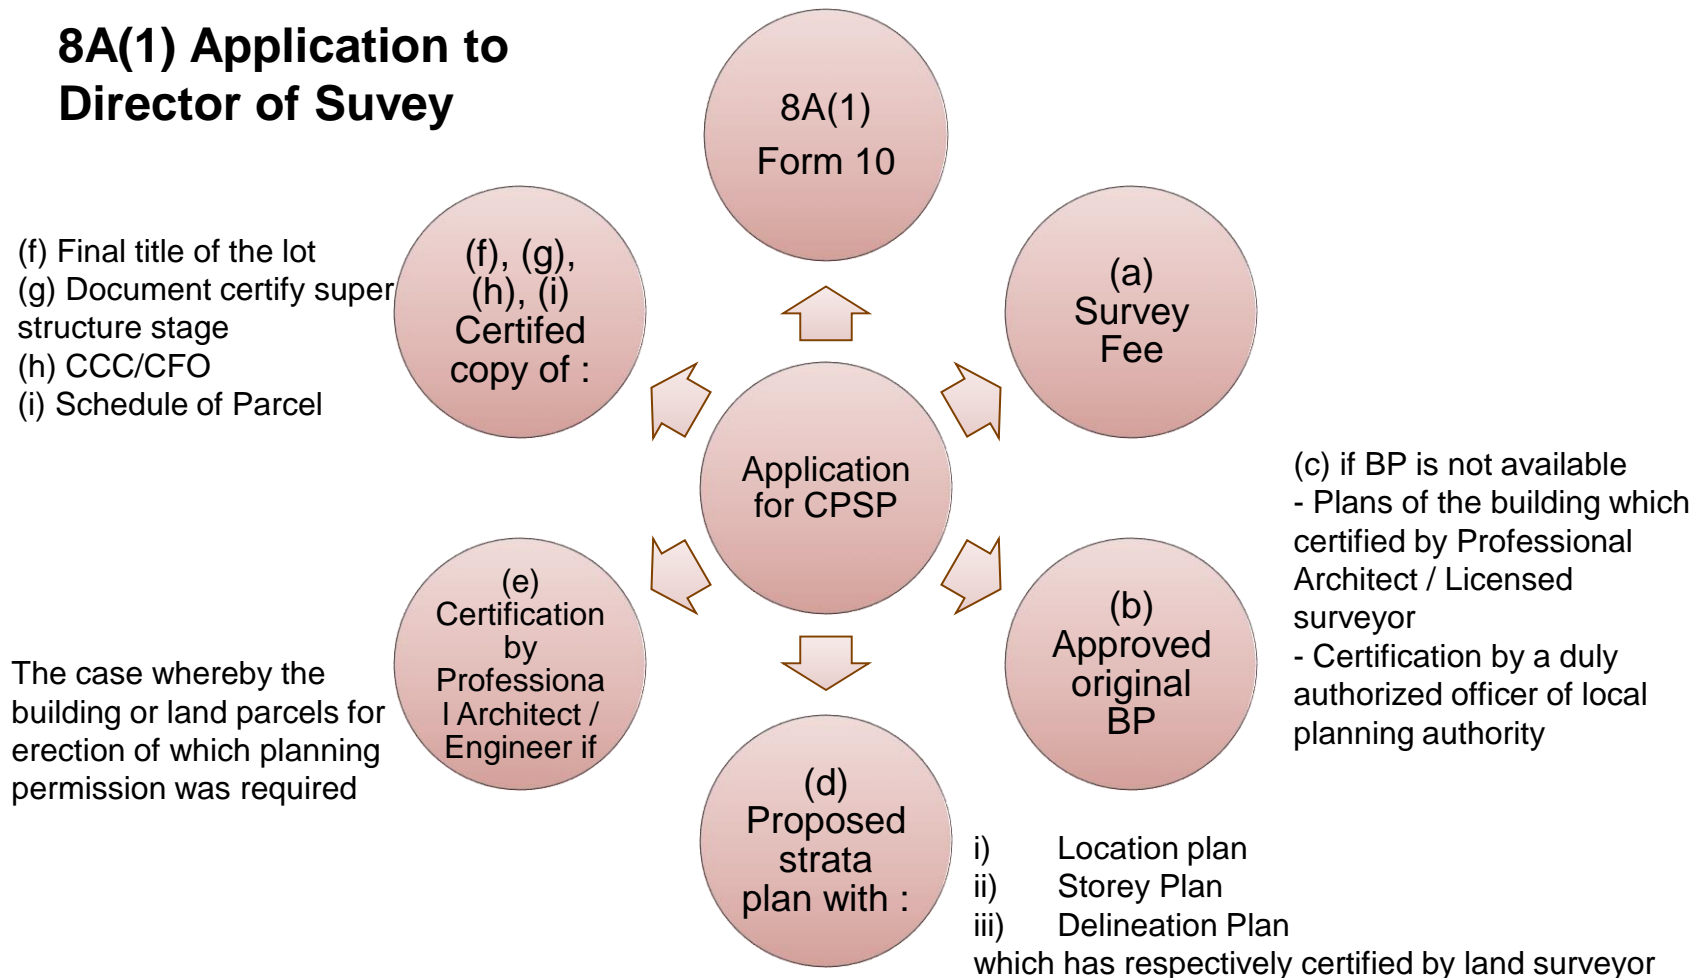 8A(1) Application to
Director of Suvey
8A(1)
Form 10
(a)
Survey
Fee
(b)
Approved
original
BP
(c) if BP is not available
- Plans of the building which
certified by Professional
Architect / Licensed
surveyor
- Certification by a duly
authorized officer of local
planning authority
(d)
Proposed
strata
plan with :
i) Location plan
ii) Storey Plan
iii) Delineation Plan
which has respectively certified by land surveyor
(e)
Certification
by
Professiona
l Architect /
Engineer if
The case whereby the
building or land parcels for
erection of which planning
permission was required
(f), (g),
(h), (i)
Certifed
copy of :
(f) Final title of the lot
(g) Document certify super
structure stage
(h) CCC/CFO
(i) Schedule of Parcel
Application
for CPSP